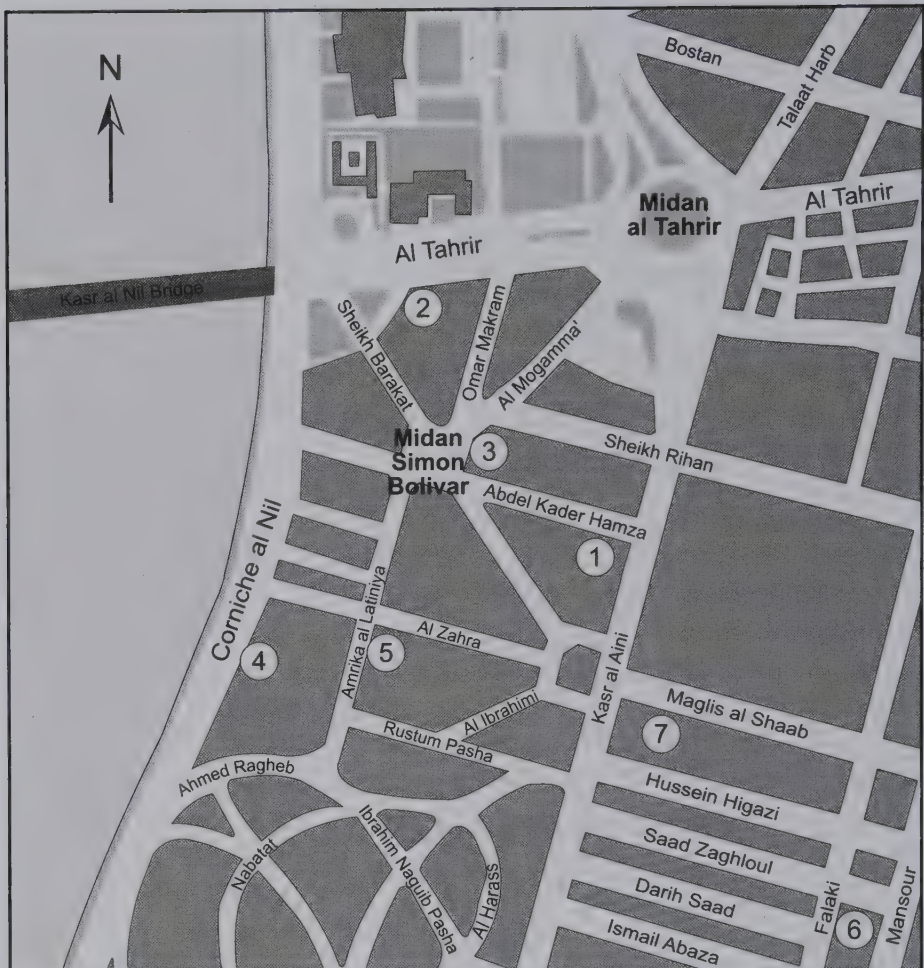 N
Bostan
Talaat Harb
Midan
al Tahrir
Al Tahrir
Al Tahrir
Kasr al Nil Bridge
2
Sheikh Barakat
Omar Makram
Al Mogamma'
Midan
Simon
Bolivar
3
Sheikh Rihan
Abdel Kader Hamza
1
Corniche al Nil
Amrika al Latiniya
Al Zahra
4
5
Kasr al Aini
Al Ibrahimi
Maglis al Shaab
Rustum Pasha
7
Ahmed Ragheb
Hussein Higazi
Ibrahim Naguib Pasha
Nabatat
Al Harass
Saad Zaghloul
Darih Saad
Falaki
6
Mansour
Ismail Abaza